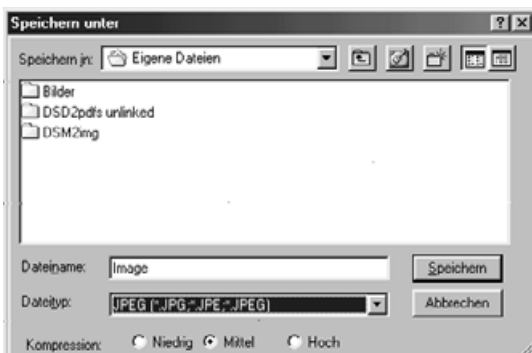 Speichern unter
Speichern in: Eigene Dateien
Bilder
DSD2pdfs unlinked
DSM2img
Dateiname: Image
Dateityp: JPEG (*.JPG;*.JPE;*.JPEG)
Speichern
Abbrechen
Kompression: Niedrig Mittel Hoch